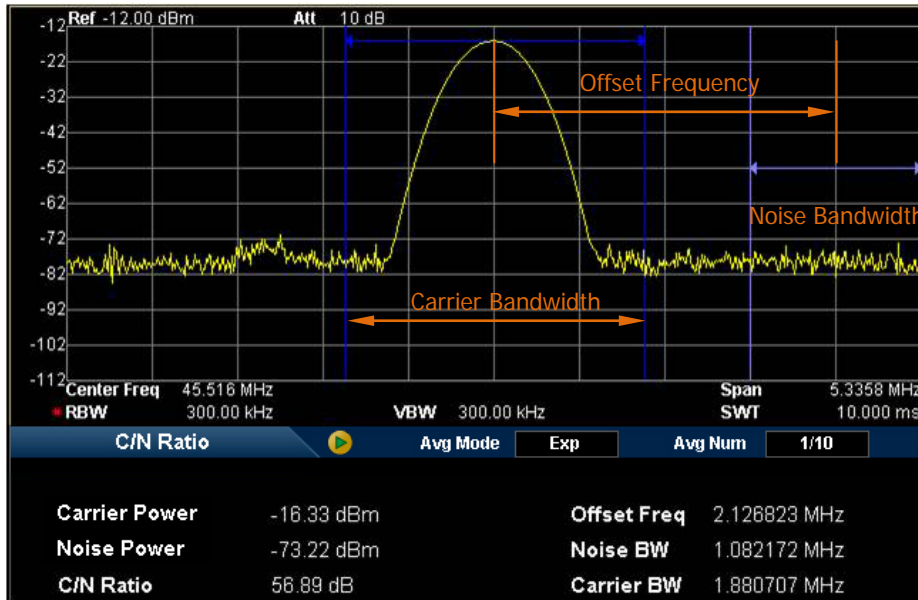 Ref -12.00 dBm Att 10 dB
-12
-22
-32
-42
-52
-62
-72
-82
-92
-102
-112
Offset Frequency
Noise Bandwidth
Carrier Bandwidth
Center Freq 45.516 MHz Span 5.3358 MHz
RBW 300.00 kHz VBW 300.00 kHz SWT 10.000 ms
C/N Ratio Avg Mode Exp Avg Num 1/10
Carrier Power -16.33 dBm Offset Freq 2.126823 MHz
Noise Power -73.22 dBm Noise BW 1.082172 MHz
C/N Ratio 56.89 dB Carrier BW 1.880707 MHz